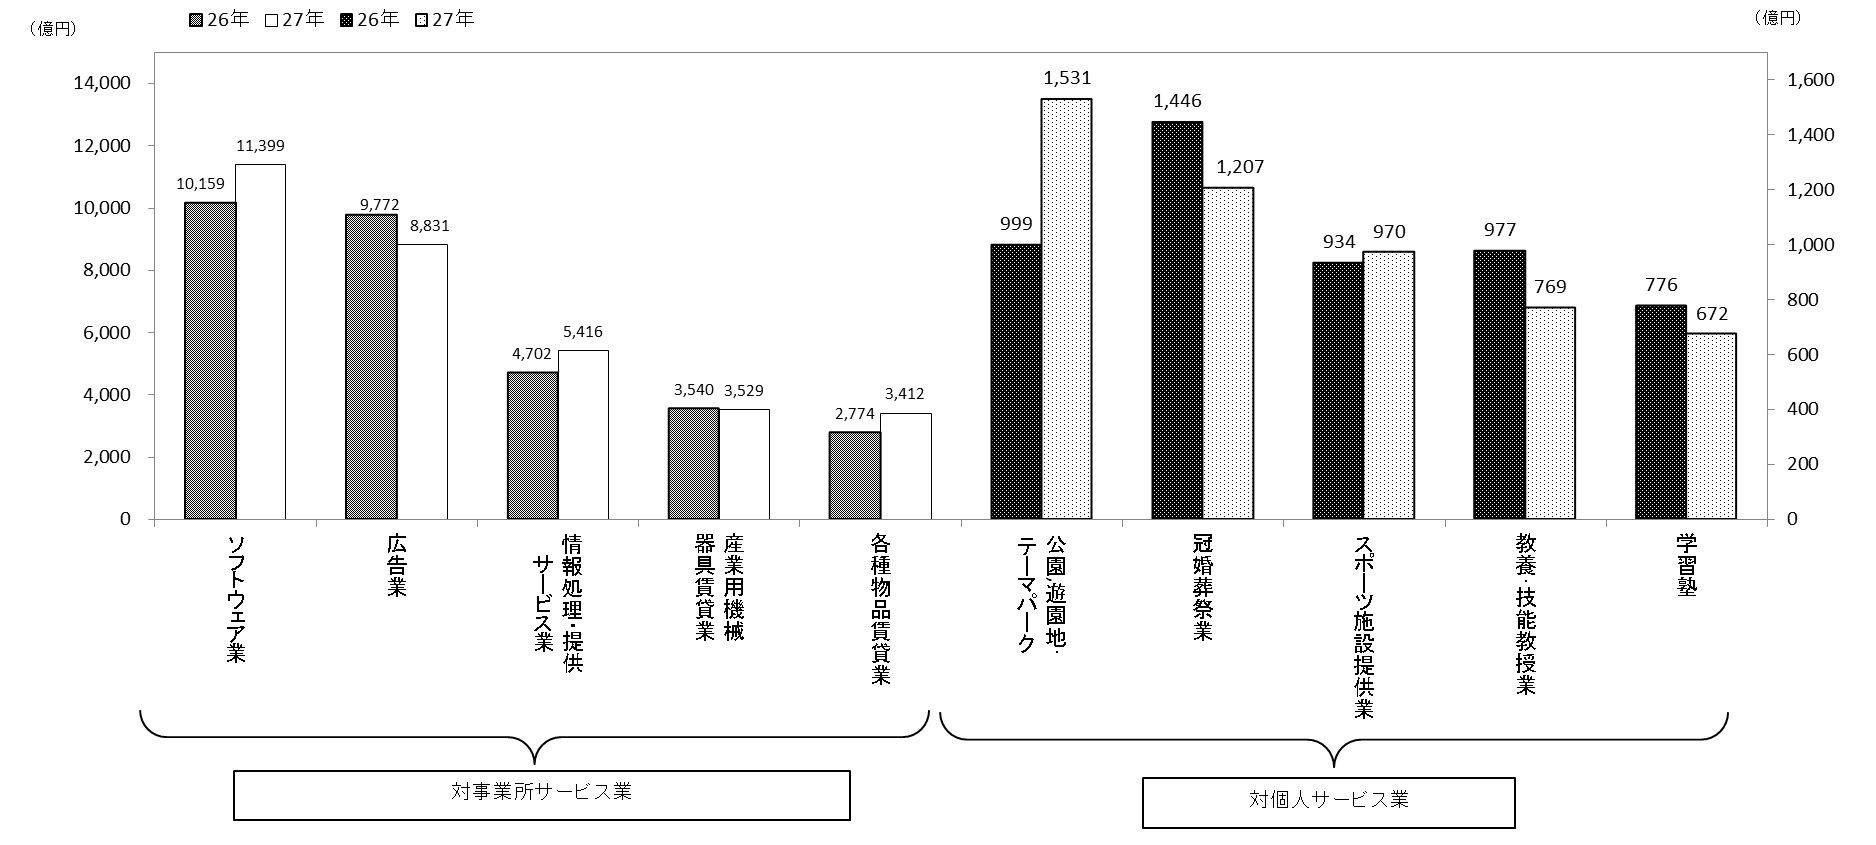 （億円）
26年 27年 26年 27年
（億円）
14,000
12,000
10,000
8,000
6,000
4,000
2,000
0
10,159
11,399
9,772
8,831
4,702
5,416
3,540
3,529
2,774
3,412
999
1,531
1,446
1,207
934
970
977
769
776
672
1,600
1,400
1,200
1,000
800
600
400
200
0
ソフトウェア業
広告業
情報処理・提供
サービス業
産業用機械
器具賃貸業
各種物品賃貸業
公園,遊園地・
テーマパーク
冠婚葬祭業
スポーツ施設提供業
教養・技能教授業
学習塾
対事業所サービス業
対個人サービス業